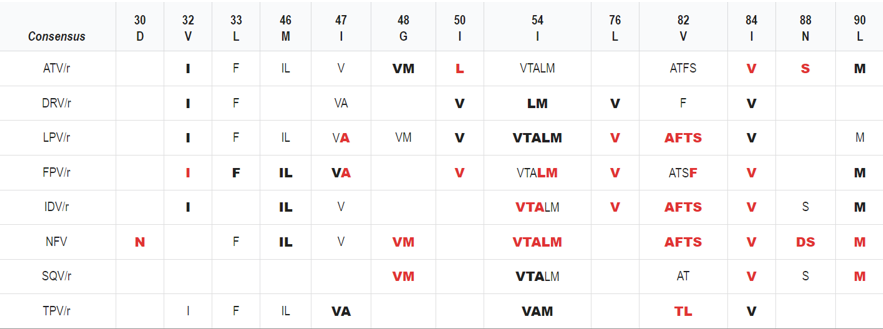 30 32 33 46 47 48 50 54 76 82 84 88 90
Consensus D V L M I G I I L V I N L
ATV/r I F IL V VM L VTALM ATFS V S M
DRV/r I F VA V LM V F V
LPV/r I F IL VA VM V VTALM V AFTS V M
FPV/r I F IL VA V VTALM V ATSF V M
IDV/r I IL V VTALM V AFTS V S M
NFV N F IL V VM VTALM AFTS V DS M
SQV/r VM VTALM AT V S M
TPV/r I F IL VA VAM TL V